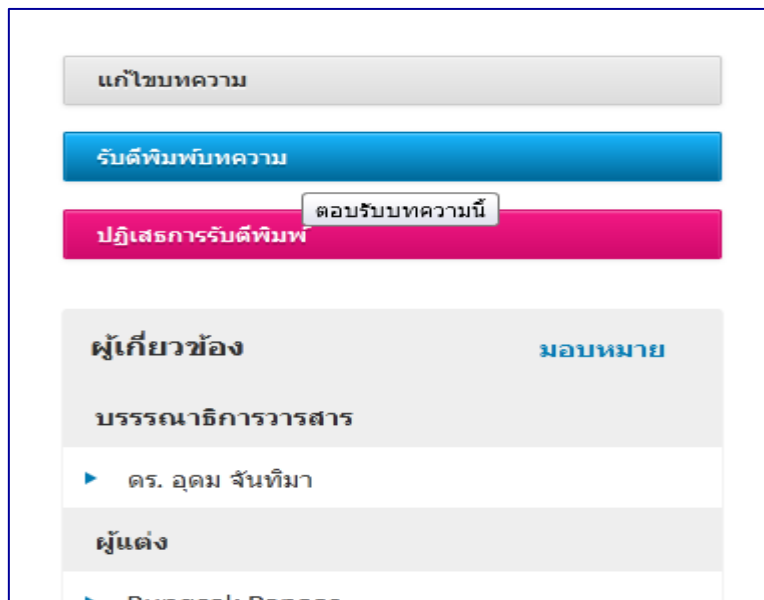 แก้ไขบทความ
รับตีพิมพ์บทความ
ตอบรับบทความนี้
ปฏิเสธการรับตีพิมพ์
ผู้เกี่ยวข้อง มอบหมาย
บรรรณาธิการวารสาร
ดร. อุดม จันทิมา
ผู้แต่ง